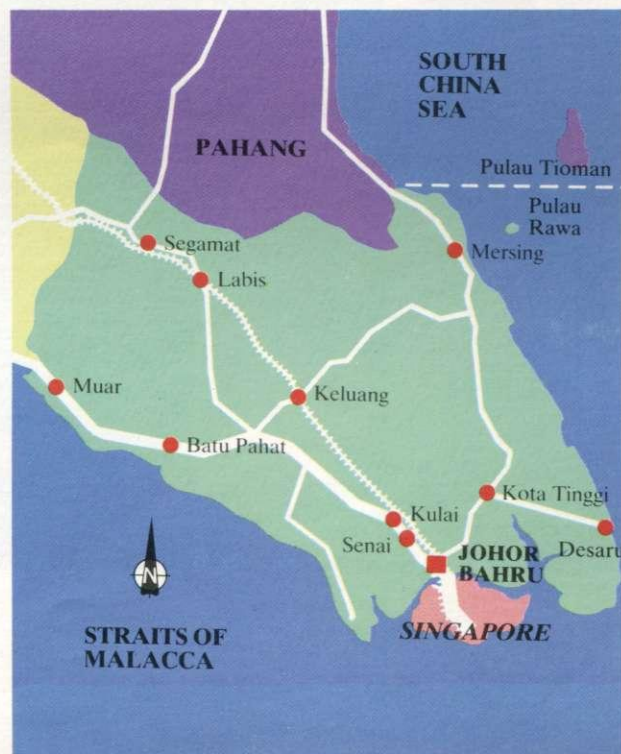 SOUTH
CHINA
SEA
PAHANG
Pulau Tioman
Pulau
Rawa
Segamat
Mersing
Labis
Muar
Keluang
Batu Pahat
Kota Tinggi
Kulai
Senai
Desaru
JOHOR
BAHRU
N
SINGAPORE
STRAITS OF
MALACCA